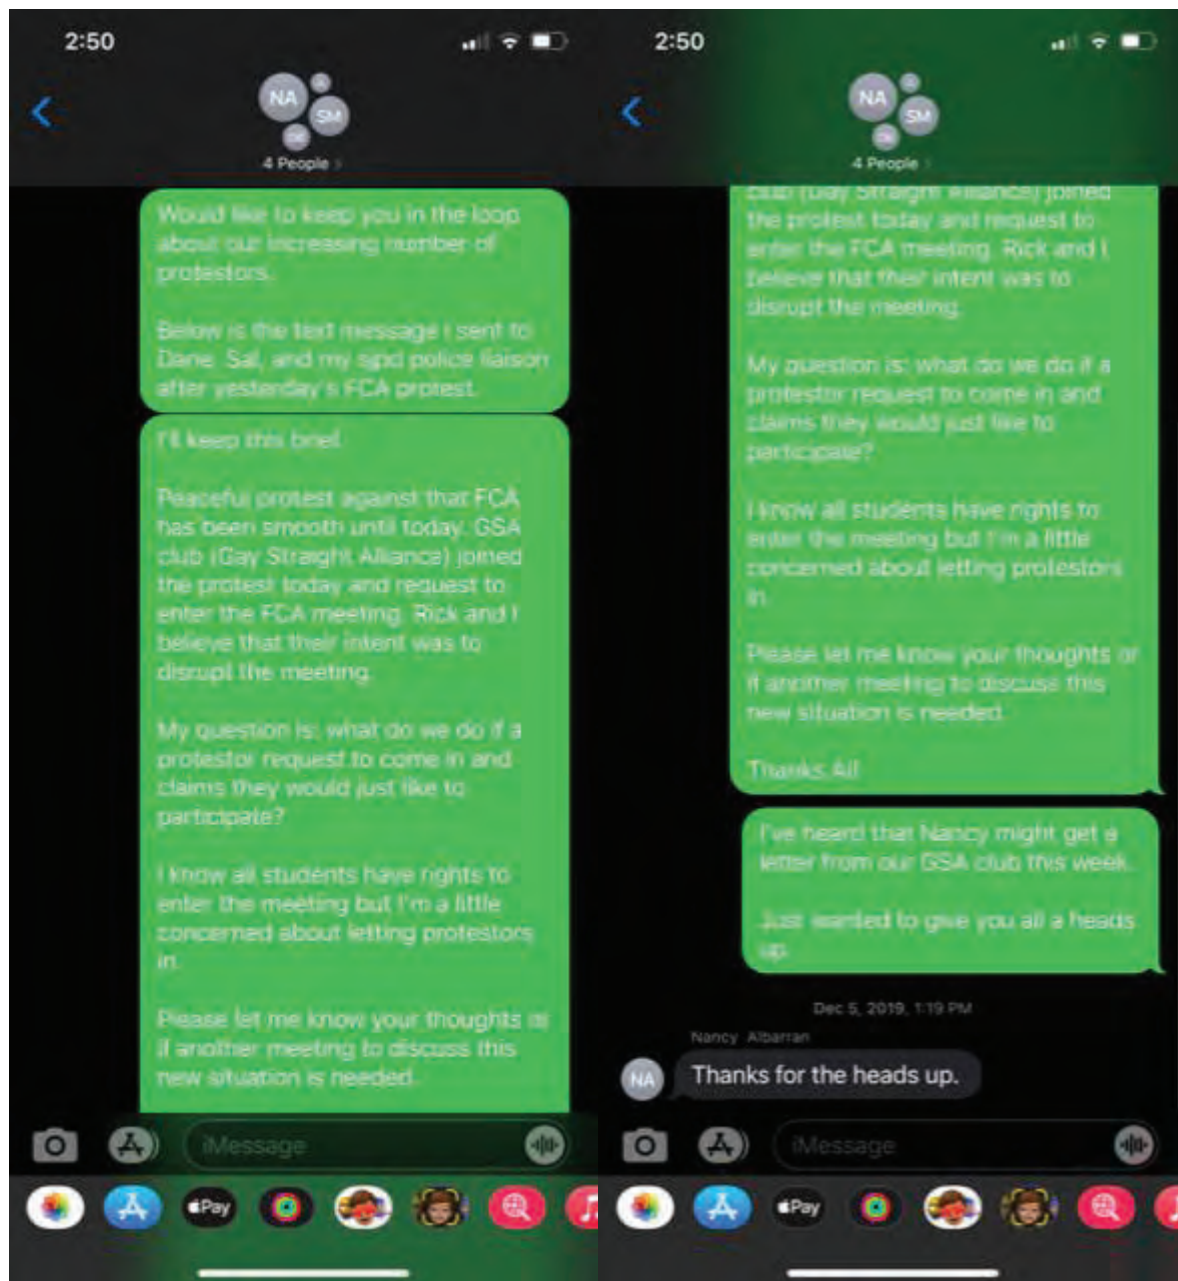 2:50
NA
SM
4 People
Would like to keep you in the loop
about our increasing number of
protestors.
Below is the text message I sent to
Dane, Sal, and my sjpd police liaison
after yesterday's FCA protest.
I'll keep this brief.
Peaceful protest against that FCA
has been smooth until today. GSA
club (Gay Straight Alliance) joined
the protest today and request to
enter the FCA meeting. Rick and I
believe that their intent was to
disrupt the meeting.
My question is: what do we do if a
protestor request to come in and
claims they would just like to
participate?
I know all students have rights to
enter the meeting but I'm a little
concerned about letting protestors
in.
Please let me know your thoughts or
if another meeting to discuss this
new situation is needed.
iMessage
Pay
2:50
NA
SM
4 People
club (Gay Straight Alliance) joined
the protest today and request to
enter the FCA meeting. Rick and I
believe that their intent was to
disrupt the meeting.
My question is: what do we do if a
protestor request to come in and
claims they would just like to
participate?
I know all students have rights to
enter the meeting but I'm a little
concerned about letting protestors
in.
Please let me know your thoughts or
if another meeting to discuss this
new situation is needed.
Thanks All
I've heard that Nancy might get a
letter from our GSA club this week.
Just wanted to give you all a heads
up.
Dec 5, 2019, 1:19 PM
Nancy Albarran
NA
Thanks for the heads up.
iMessage
Pay